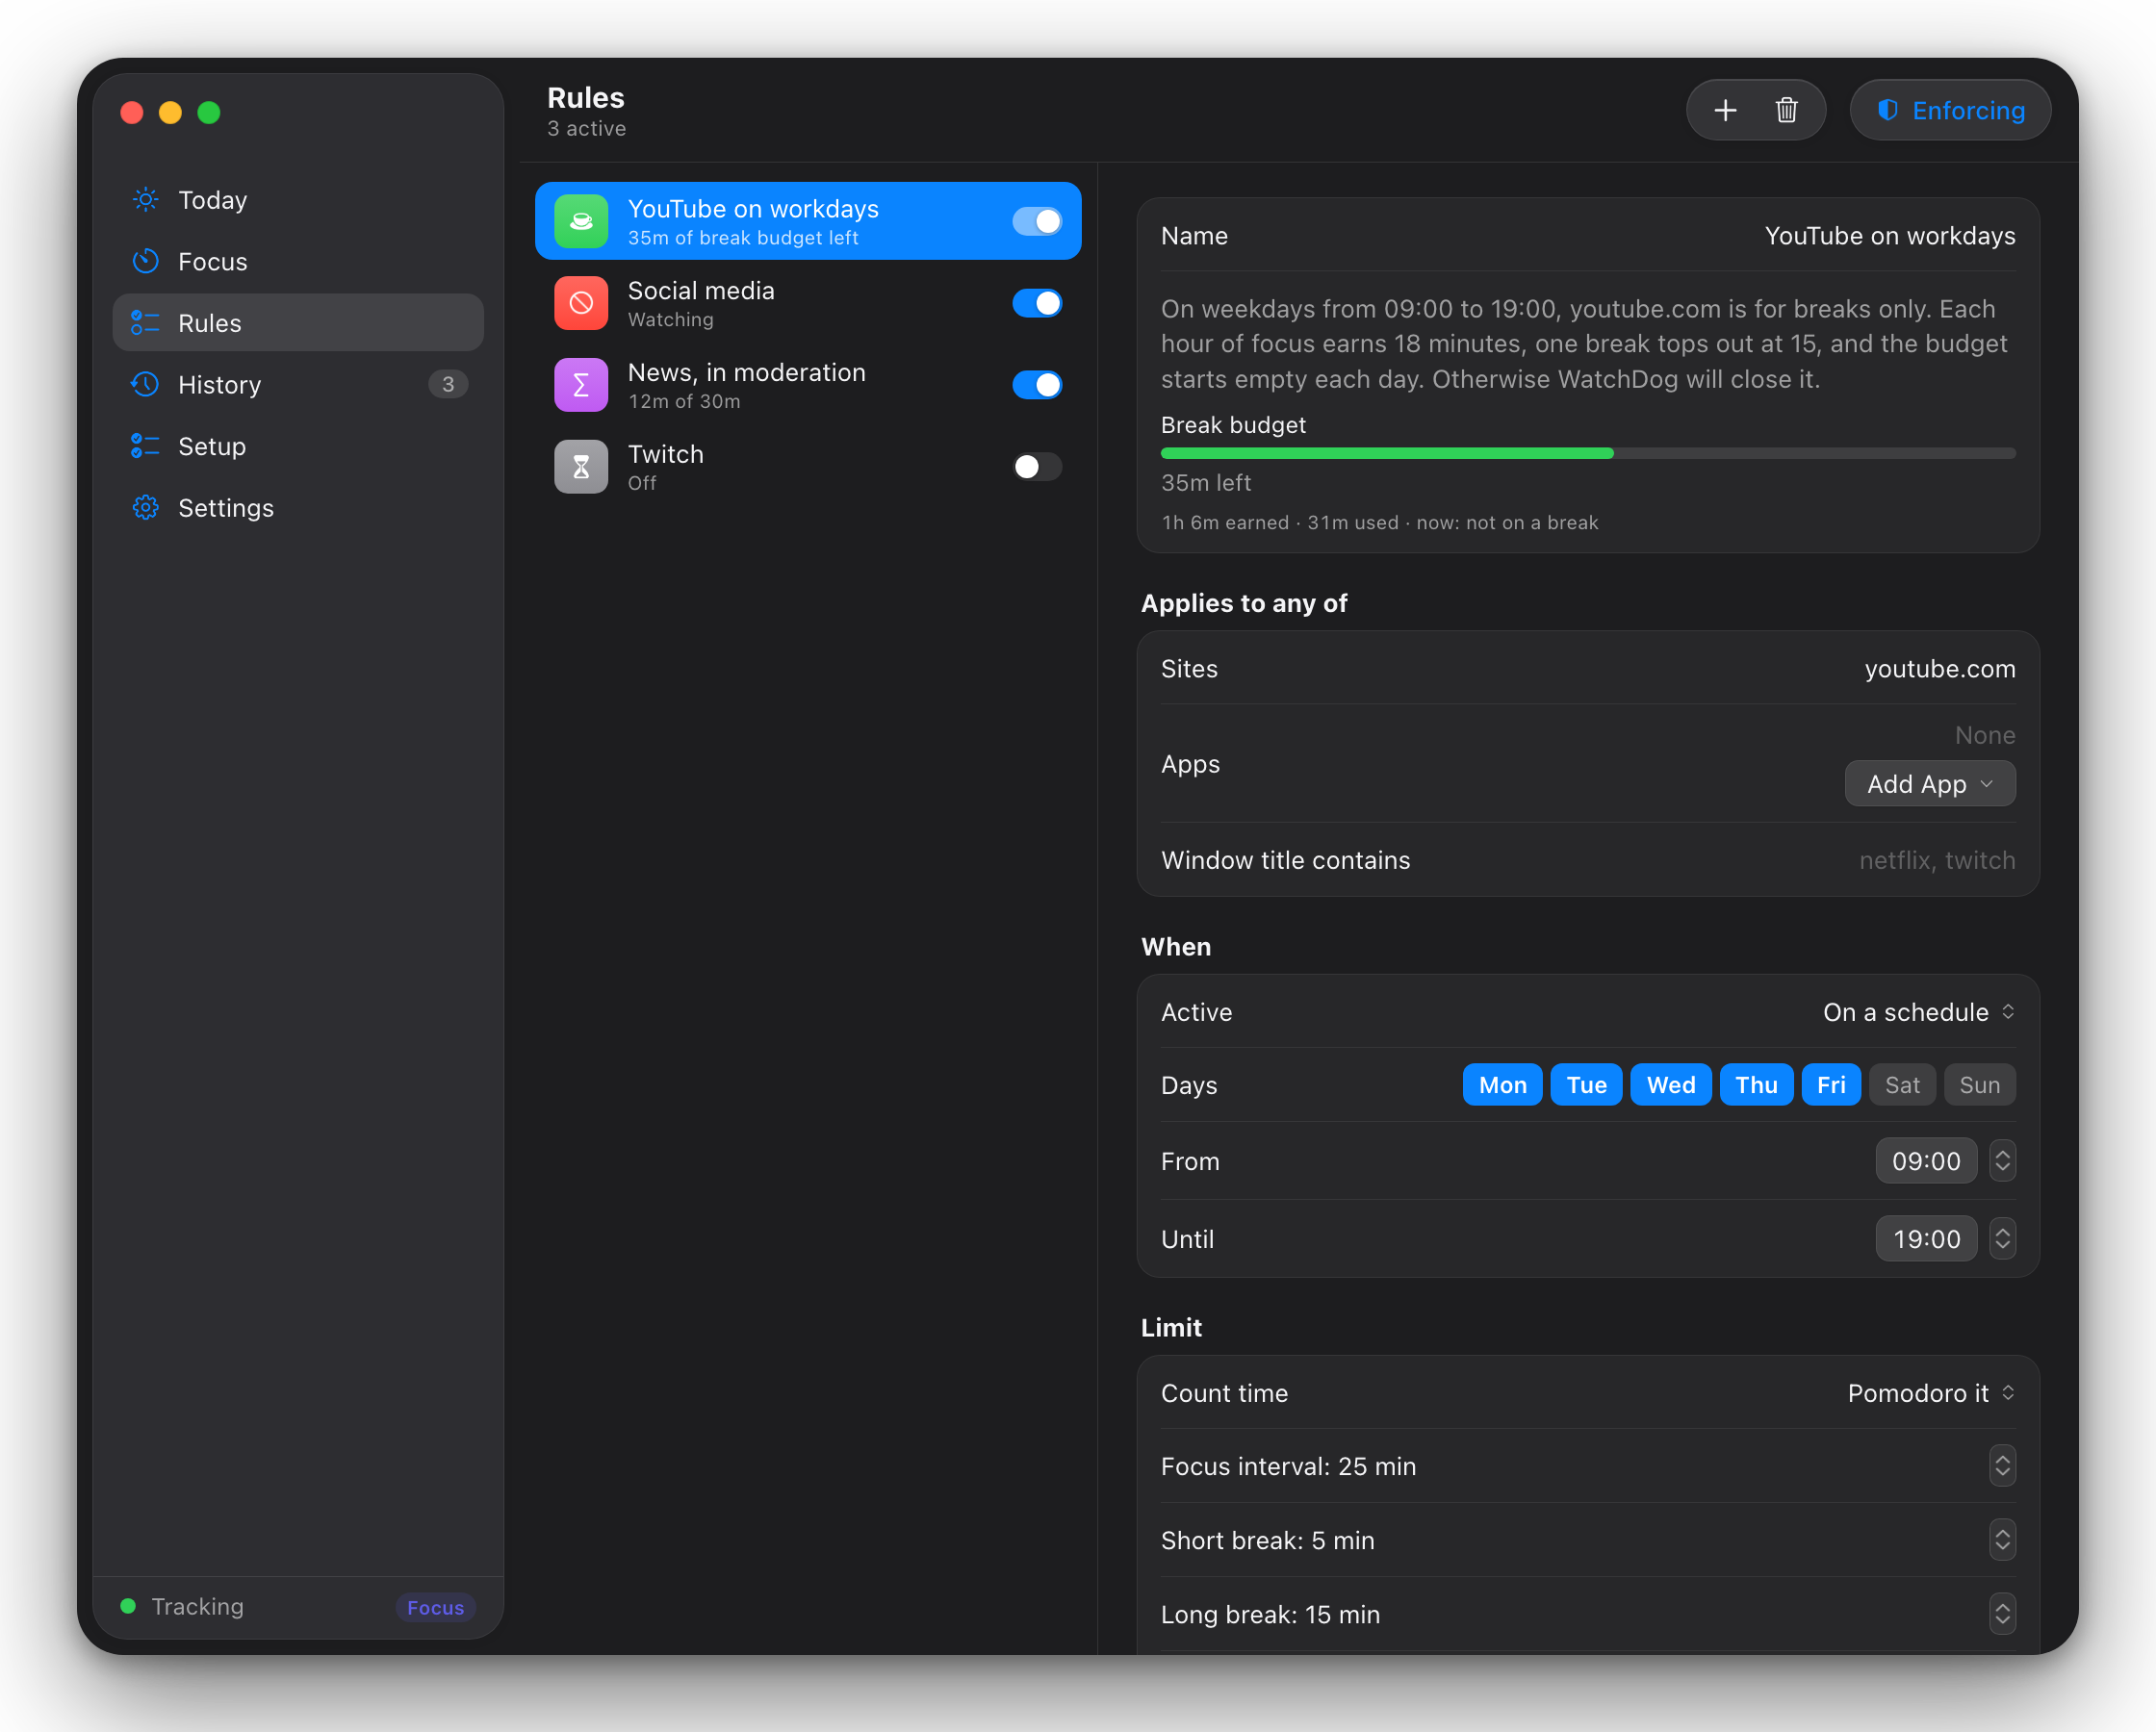 Today
Focus
Rules
History 3
Setup
Settings
Tracking Focus
Rules
3 active
Enforcing
YouTube on workdays
35m of break budget left
Social media
Watching
News, in moderation
12m of 30m
Twitch
Off
Name YouTube on workdays
On weekdays from 09:00 to 19:00, youtube.com is for breaks only. Each
hour of focus earns 18 minutes, one break tops out at 15, and the budget
starts empty each day. Otherwise WatchDog will close it.
Break budget
35m left
1h 6m earned · 31m used · now: not on a break
Applies to any of
Sites youtube.com
None
Apps
Add App
Window title contains netflix, twitch
When
Active On a schedule
Days Mon Tue Wed Thu Fri Sat Sun
From 09:00
Until 19:00
Limit
Count time Pomodoro it
Focus interval: 25 min
Short break: 5 min
Long break: 15 min